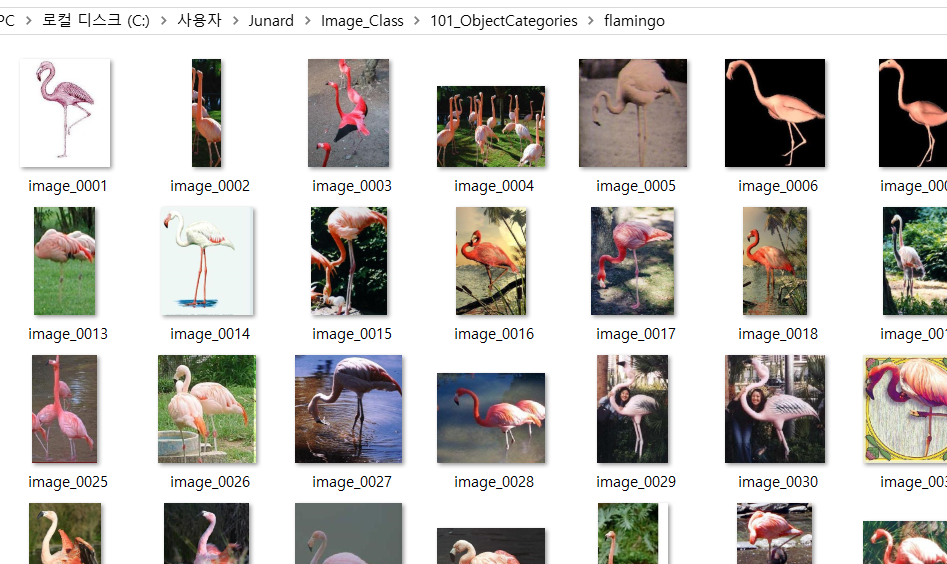 PC > 로컬 디스크 (C:) > 사용자 > Junard > Image_Class > 101_ObjectCategories > flamingo
image_0001 image_0002 image_0003 image_0004 image_0005 image_0006
image_0013 image_0014 image_0015 image_0016 image_0017 image_0018
image_0025 image_0026 image_0027 image_0028 image_0029 image_0030